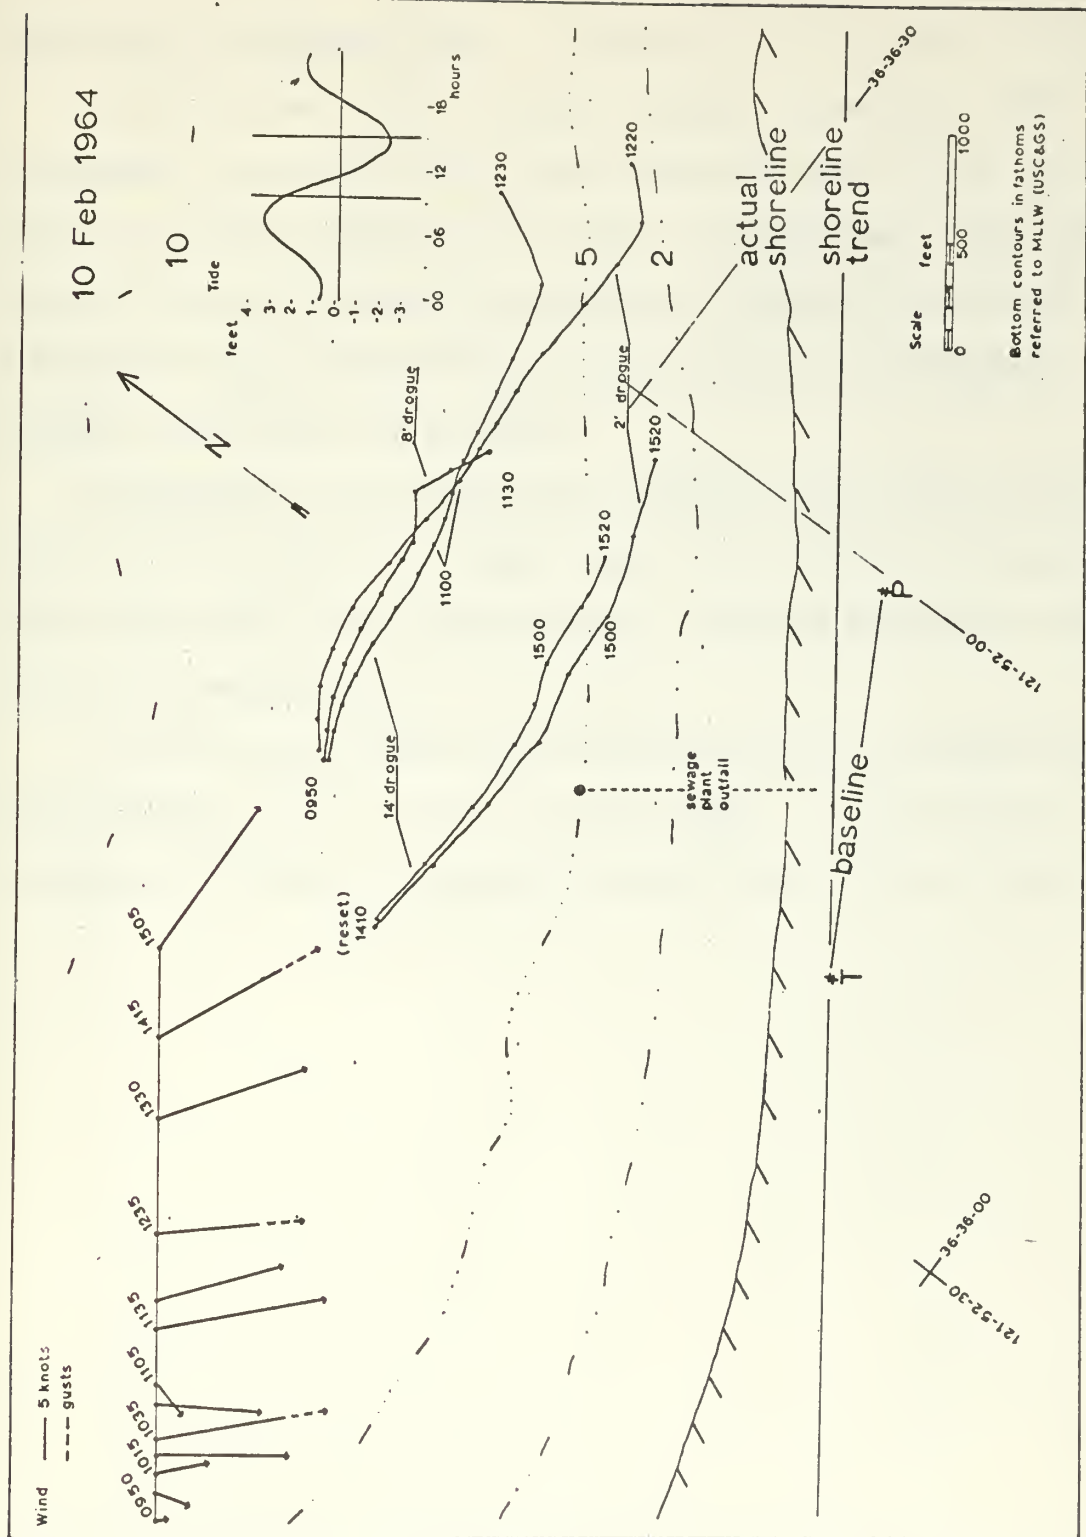 10 Feb 1964
Wind
5 knots
gusts
0950
1015
1035
1105
1135
1235
1330
1415
1505
N
10
Tide
feet
4-
3-
2-
1-
0-
-1-
-2-
-3-
00
06
12
18
hours
0950
8' drogue
1100
1130
1230
14' drogue
(reset)
1410
1500
1520
1500
1520
2' drogue
1220
5
2
sewage
plant
outfall
actual
shoreline
shoreline
trend
36-36-30
baseline
T
P
121-52-00
36-36-00
121-52-30
Scale
feet
0
500
1000
Bottom contours in fathoms
referred to MLLW (USC&GS)